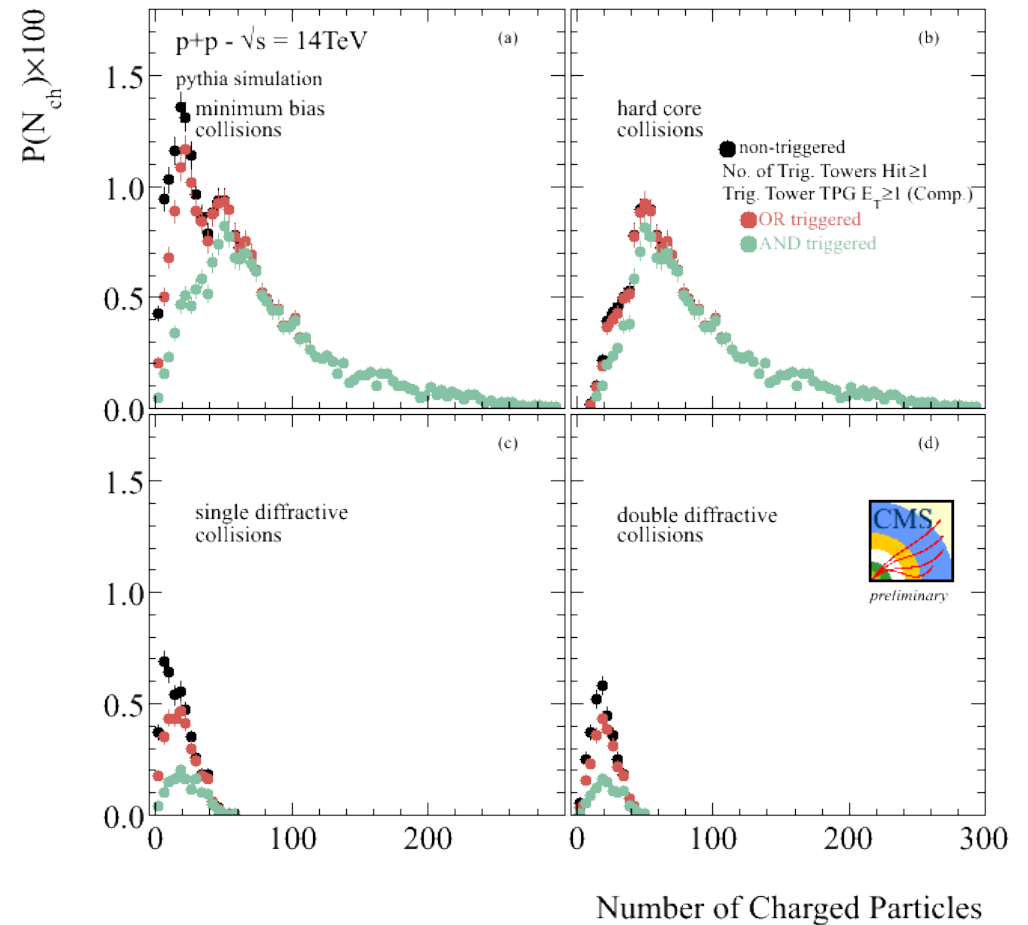 P(N_ch)×100
p+p - √s = 14TeV
(a)
pythia simulation
minimum bias
collisions
1.5
1.0
0.5
0.0
(b)
hard core
collisions
non-triggered
No. of Trig. Towers Hit≥1
Trig. Tower TPG E_T≥1 (Comp.)
OR triggered
AND triggered
(c)
single diffractive
collisions
1.5
1.0
0.5
0.0
0 100 200
(d)
double diffractive
collisions
CMS
preliminary
0 100 200 300
Number of Charged Particles